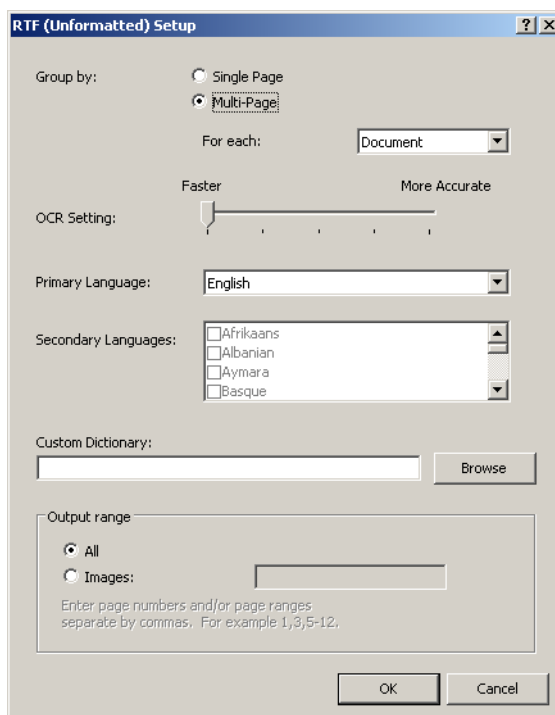 RTF (Unformatted) Setup
Group by:
Single Page
Multi-Page
For each:
Document
Faster
More Accurate
OCR Setting:
Primary Language:
English
Secondary Languages:
Afrikaans
Albanian
Aymara
Basque
Custom Dictionary:
Browse
Output range
All
Images:
Enter page numbers and/or page ranges
separate by commas. For example 1,3,5-12.
OK
Cancel